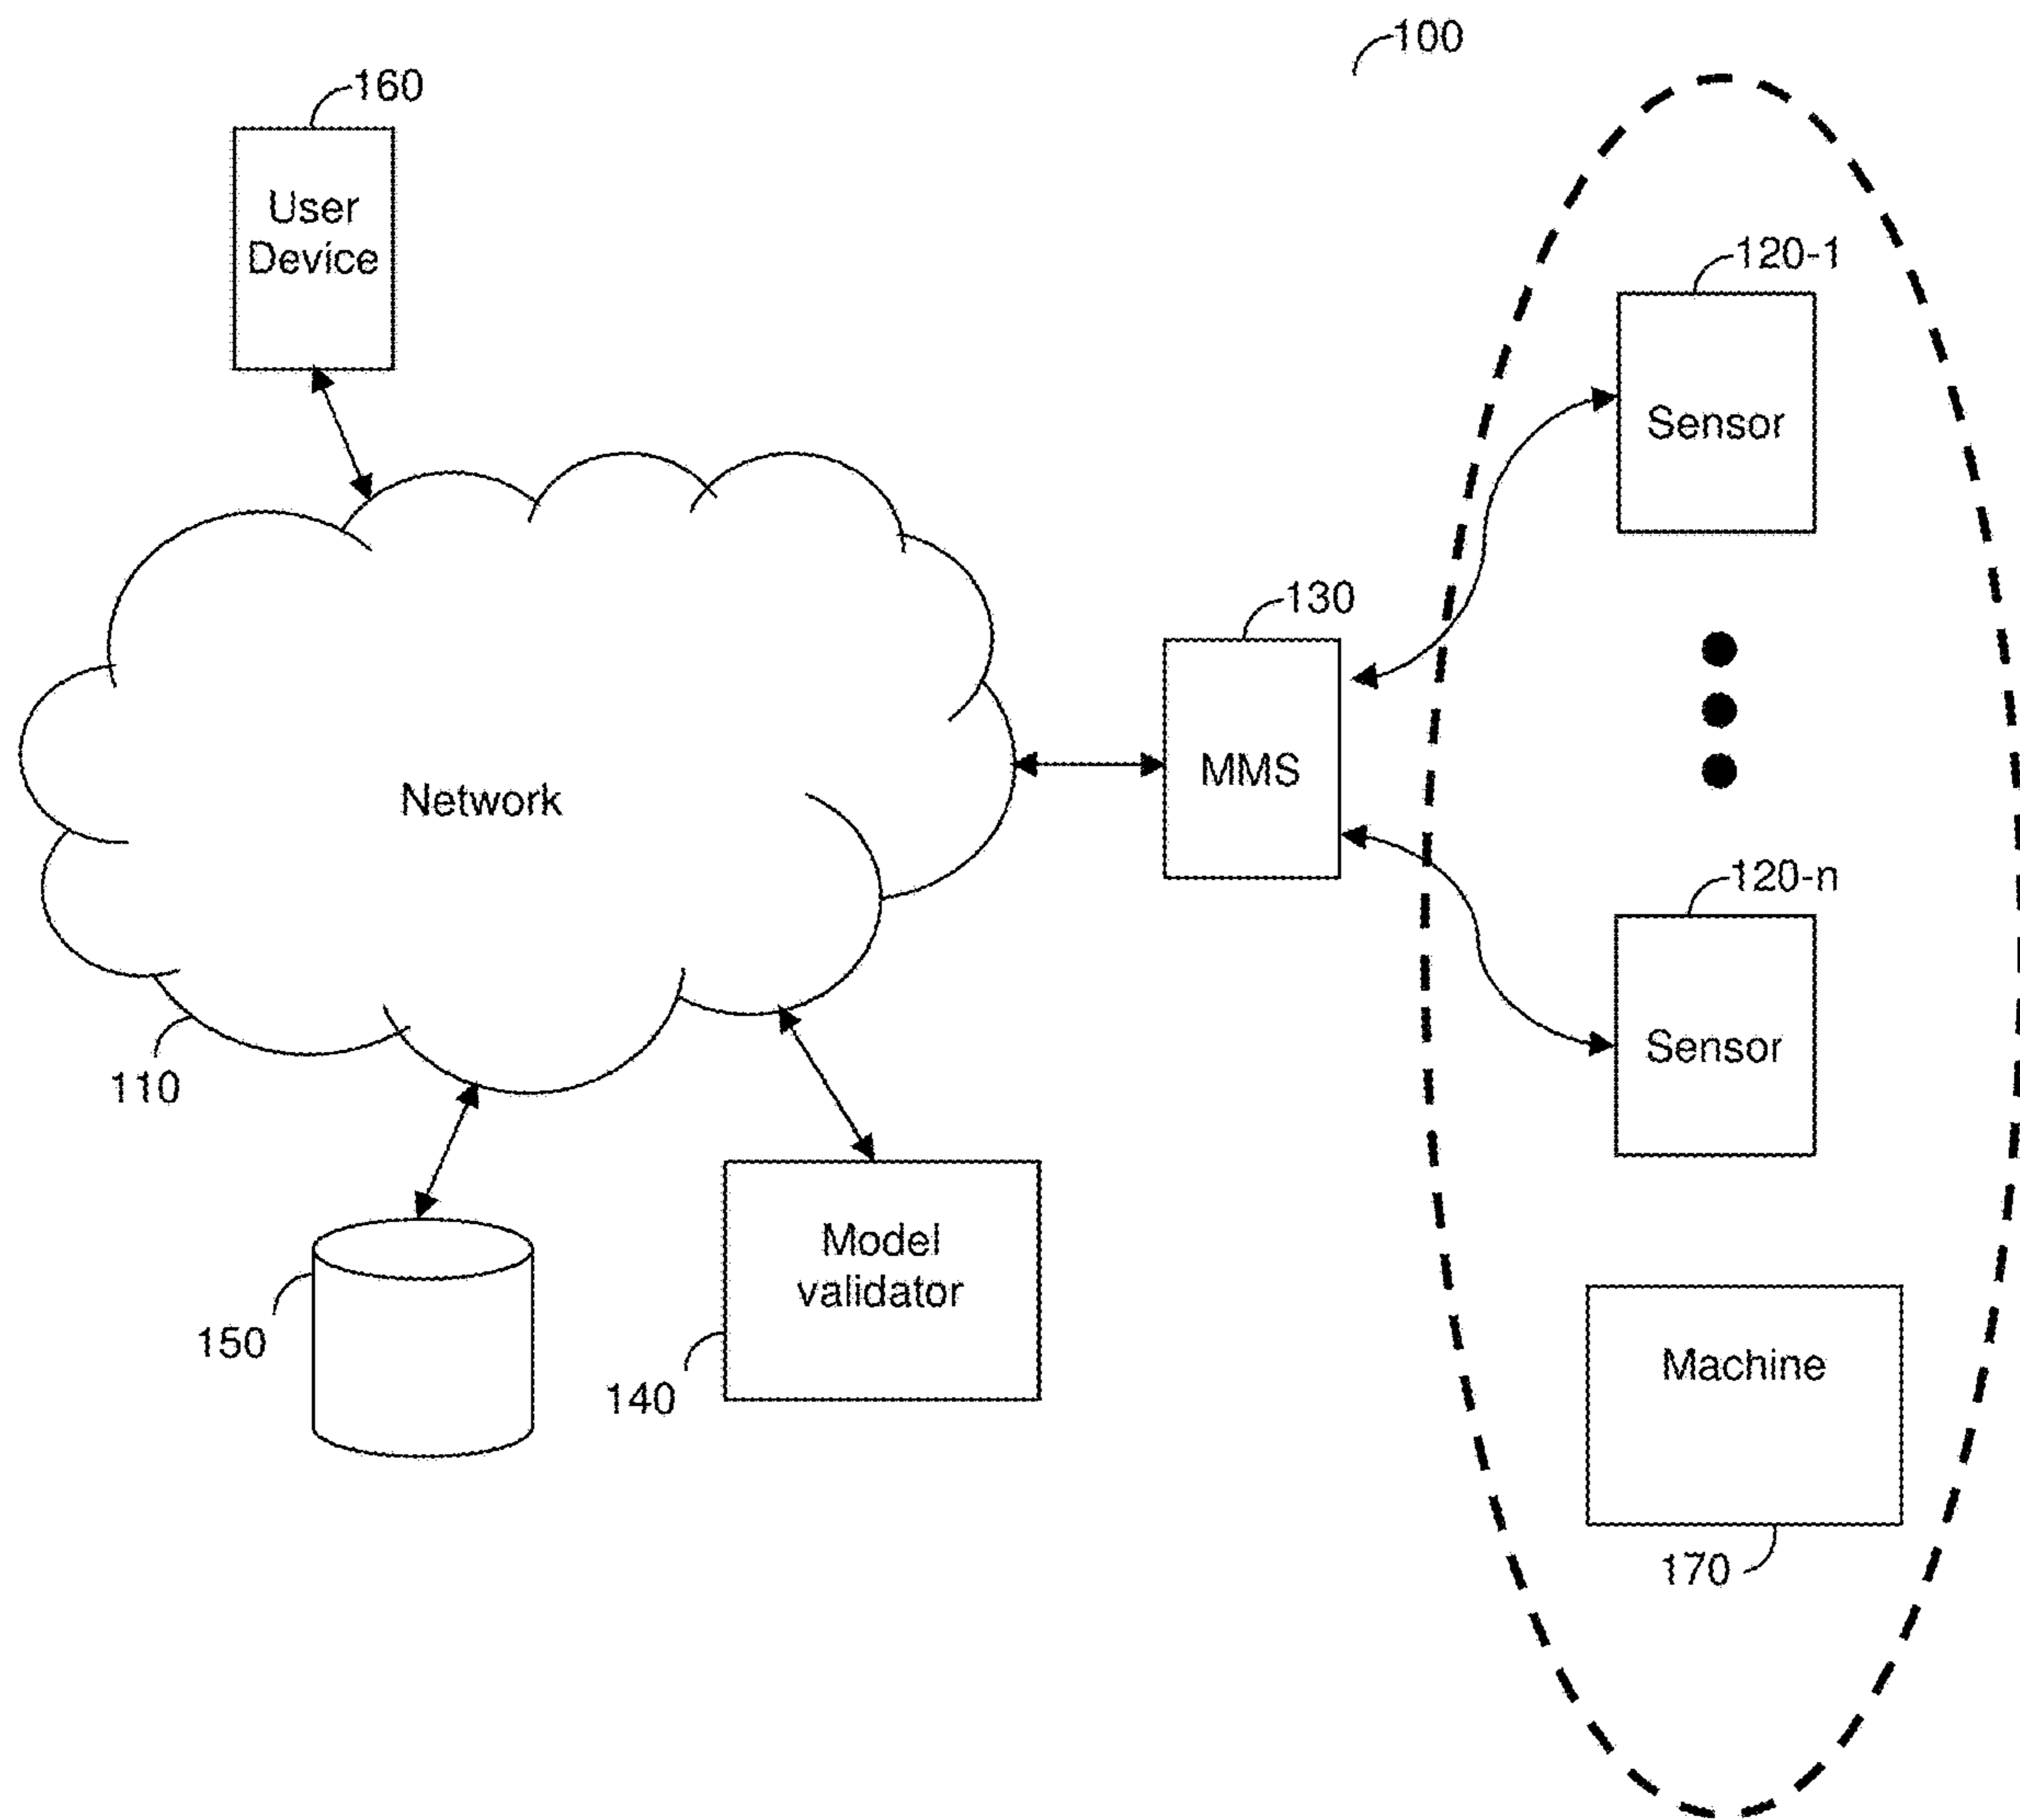 100
160
User
Device
120-1
Sensor
130
MMS
Network
120-n
Sensor
110
Model
validator
150
140
Machine
170